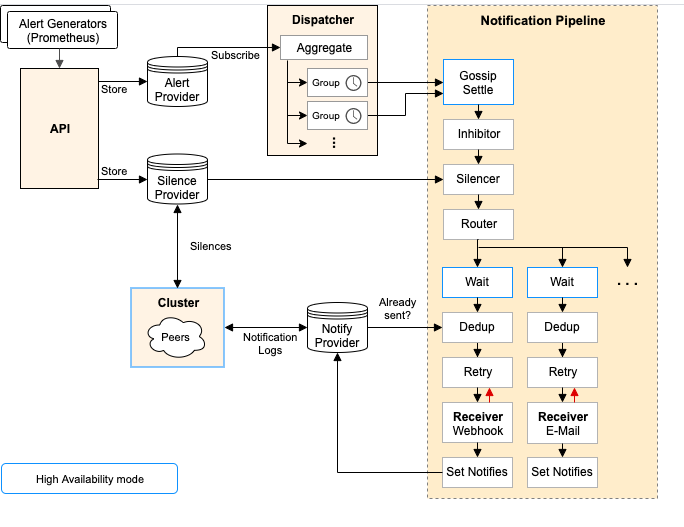 Alert Generators
(Prometheus)
API
Store
Store
Alert
Provider
Subscribe
Dispatcher
Aggregate
Group
Group
Silence
Provider
Silences
Cluster
Peers
Notification
Logs
Notify
Provider
Already
sent?
Notification Pipeline
Gossip
Settle
Inhibitor
Silencer
Router
Wait
Wait
. . .
Dedup
Dedup
Retry
Retry
Receiver
Webhook
Receiver
E-Mail
Set Notifies
Set Notifies
High Availability mode